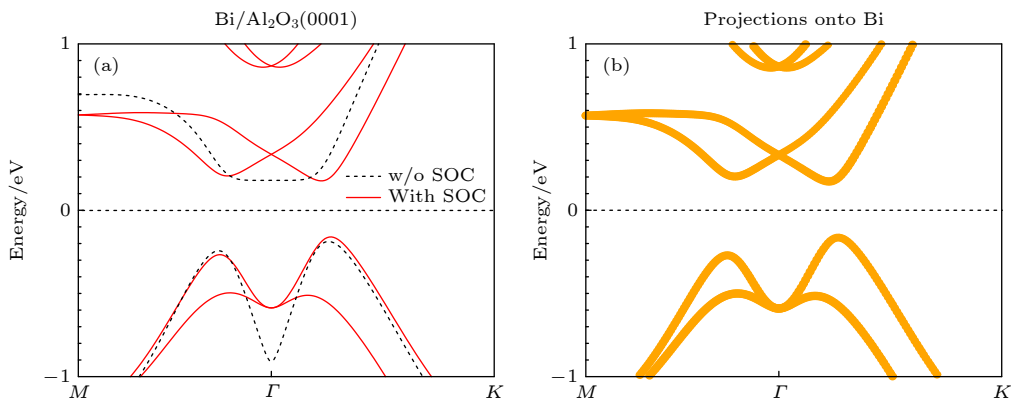 Bi/Al₂O₃(0001)
Projections onto Bi
(a)
(b)
1
0
−1
Energy/eV
w/o SOC
With SOC
M
Γ
K
1
0
−1
Energy/eV
M
Γ
K